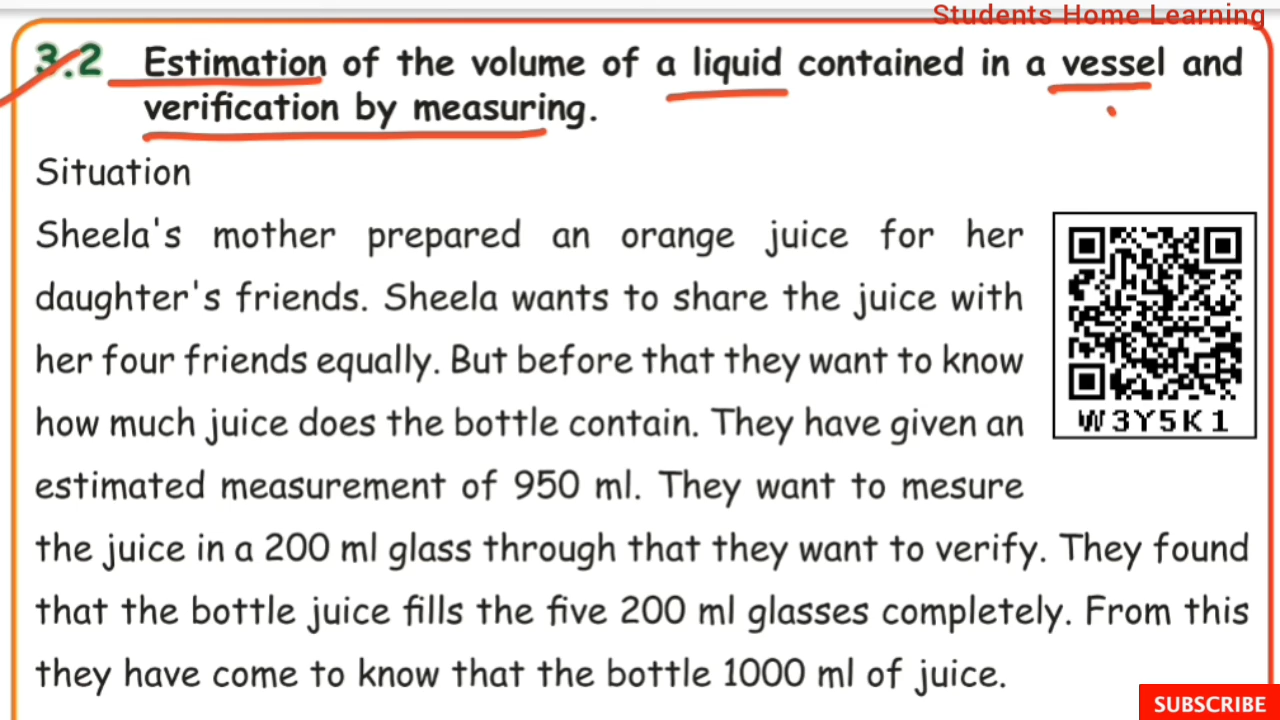 Students Home Learning
3.2 Estimation of the volume of a liquid contained in a vessel and
verification by measuring.
Situation
Sheela's mother prepared an orange juice for her
daughter's friends. Sheela wants to share the juice with
her four friends equally. But before that they want to know
how much juice does the bottle contain. They have given an
estimated measurement of 950 ml. They want to mesure
the juice in a 200 ml glass through that they want to verify. They found
that the bottle juice fills the five 200 ml glasses completely. From this
they have come to know that the bottle 1000 ml of juice.
W3Y5K1
SUBSCRIBE